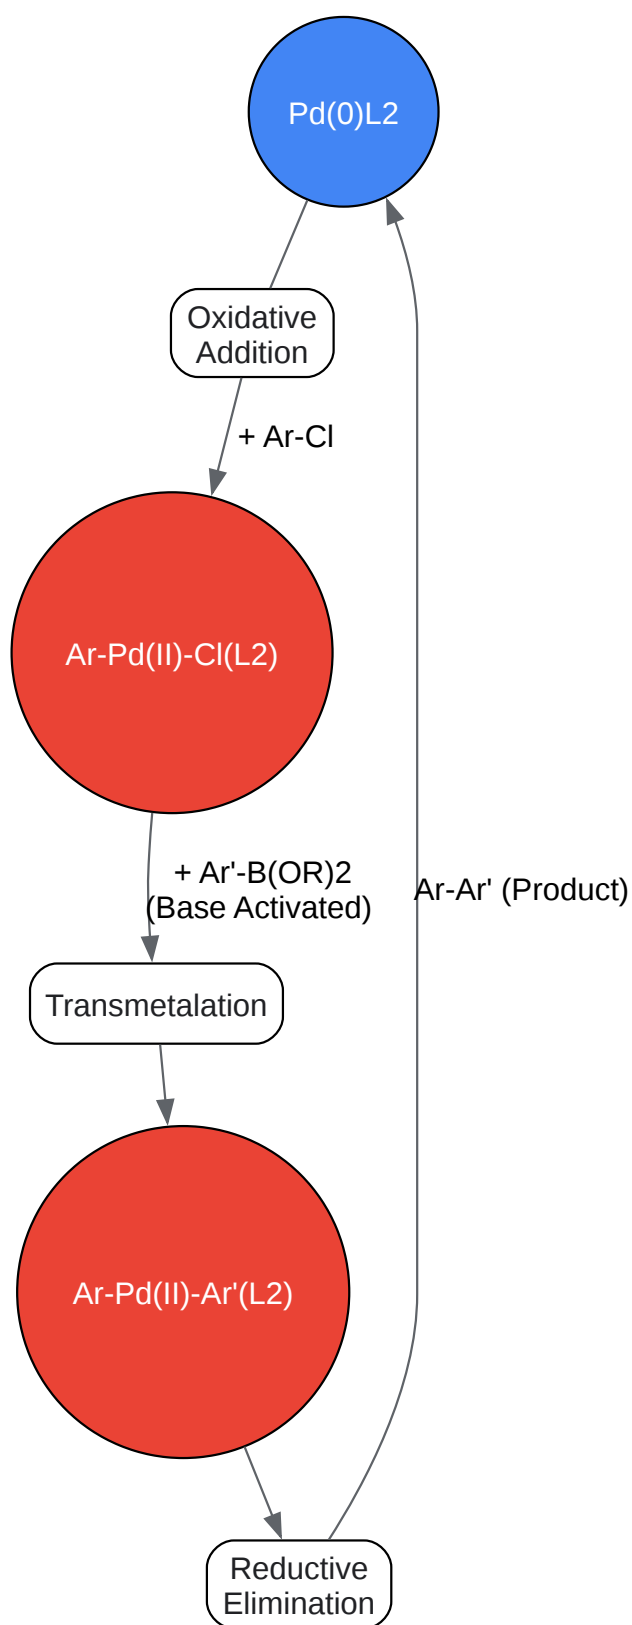 Pd(0)L2
Oxidative
Addition
+ Ar-Cl
Ar-Pd(II)-Cl(L2)
+ Ar'-B(OR)2
(Base Activated)
Ar-Ar' (Product)
Transmetalation
Ar-Pd(II)-Ar'(L2)
Reductive
Elimination